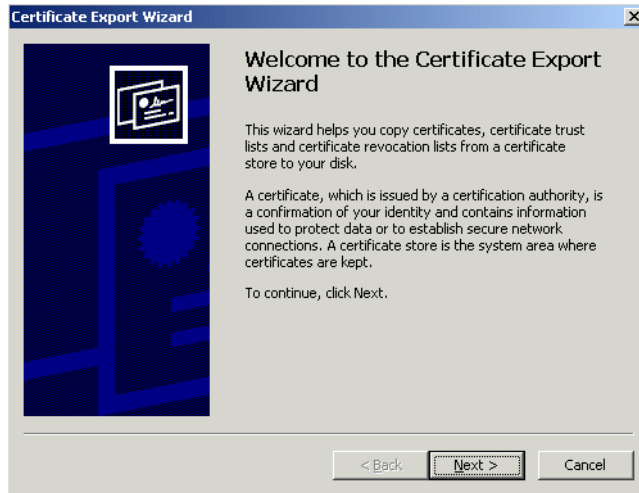 Certificate Export Wizard
Welcome to the Certificate Export
Wizard
This wizard helps you copy certificates, certificate trust
lists and certificate revocation lists from a certificate
store to your disk.
A certificate, which is issued by a certification authority, is
a confirmation of your identity and contains information
used to protect data or to establish secure network
connections. A certificate store is the system area where
certificates are kept.
To continue, click Next.
< Back Next > Cancel